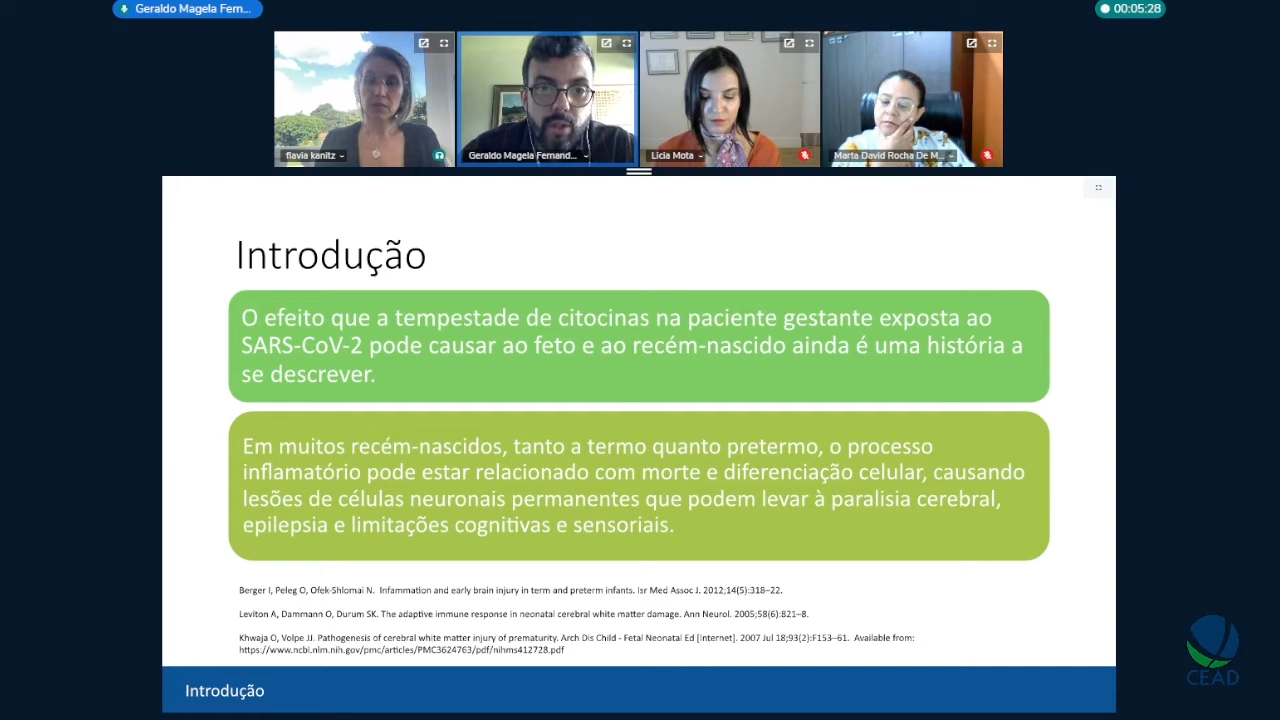 Geraldo Magela Fern...
00:05:28
flavia kanitz
Geraldo Magela Fernand...
Licia Mota
Marta David Rocha De M...
Introdução
O efeito que a tempestade de citocinas na paciente gestante exposta ao
SARS-CoV-2 pode causar ao feto e ao recém-nascido ainda é uma história a
se descrever.
Em muitos recém-nascidos, tanto a termo quanto pretermo, o processo
inflamatório pode estar relacionado com morte e diferenciação celular, causando
lesões de células neuronais permanentes que podem levar à paralisia cerebral,
epilepsia e limitações cognitivas e sensoriais.
Berger I, Peleg O, Ofek-Shlomai N. Infammation and early brain injury in term and preterm infants. Isr Med Assoc J. 2012;14(5):318–22.
Leviton A, Dammann O, Durum SK. The adaptive immune response in neonatal cerebral white matter damage. Ann Neurol. 2005;58(6):821–8.
Khwaja O, Volpe JJ. Pathogenesis of cerebral white matter injury of prematurity. Arch Dis Child - Fetal Neonatal Ed [Internet]. 2007 Jul 18;93(2):F153–61. Available from:
https://www.ncbi.nlm.nih.gov/pmc/articles/PMC3624763/pdf/nihms412728.pdf
Introdução
CEAD